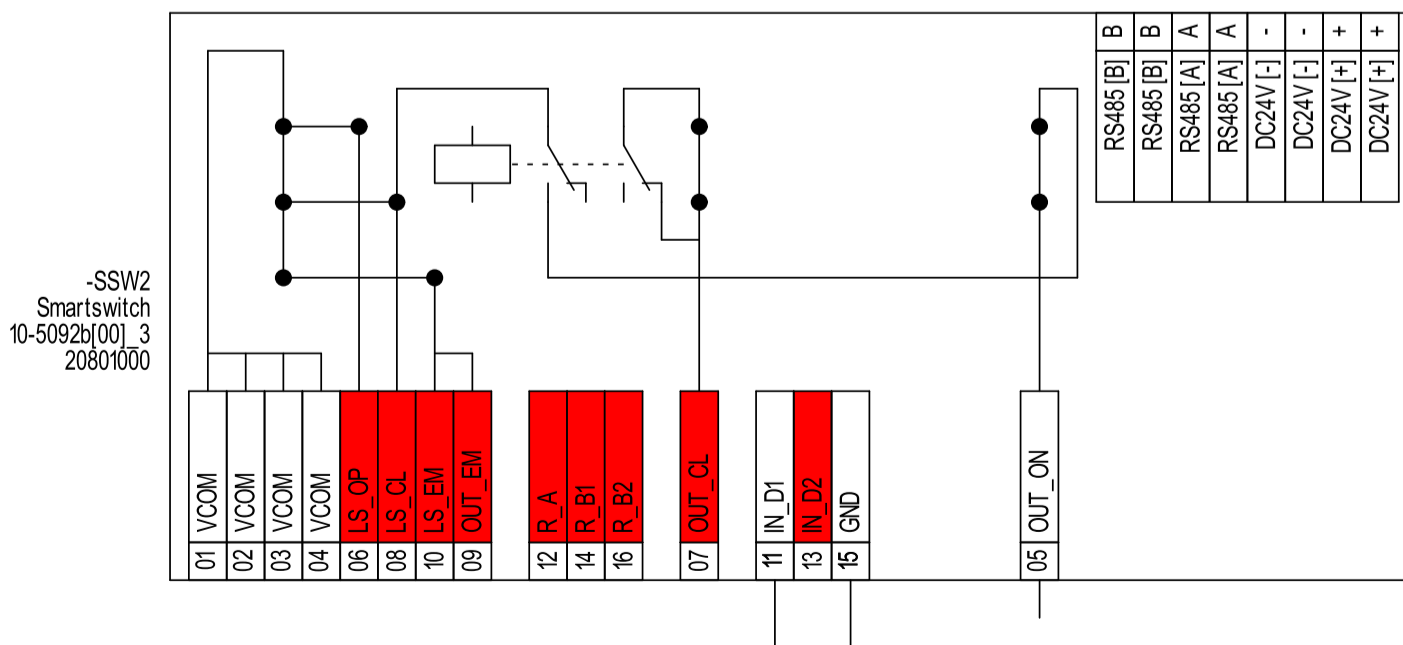 B
B
A
A
-
-
+
+
RS485 [B]
RS485 [B]
RS485 [A]
RS485 [A]
DC24V [-]
DC24V [-]
DC24V [+]
DC24V [+]
-SSW2
Smartswitch
10-5092b[00]_3
20801000
VCOM
VCOM
VCOM
VCOM
LS_OP
LS_CL
LS_EM
OUT_EM
R_A
R_B1
R_B2
OUT_CL
IN_D1
IN_D2
GND
OUT_ON
01
02
03
04
06
08
10
09
12
14
16
07
11
13
15
05